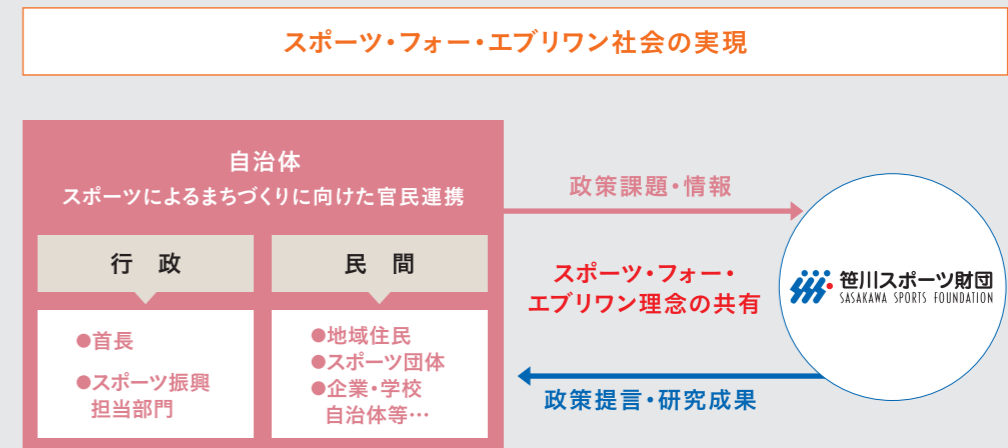 スポーツ・フォー・エブリワン社会の実現
自治体
スポーツによるまちづくりに向けた官民連携
行 政
●首長
●スポーツ振興
担当部門
民 間
●地域住民
●スポーツ団体
●企業・学校
自治体等…
政策課題・情報
スポーツ・フォー・
エブリワン理念の共有
政策提言・研究成果
笹川スポーツ財団
SASAKAWA SPORTS FOUNDATION